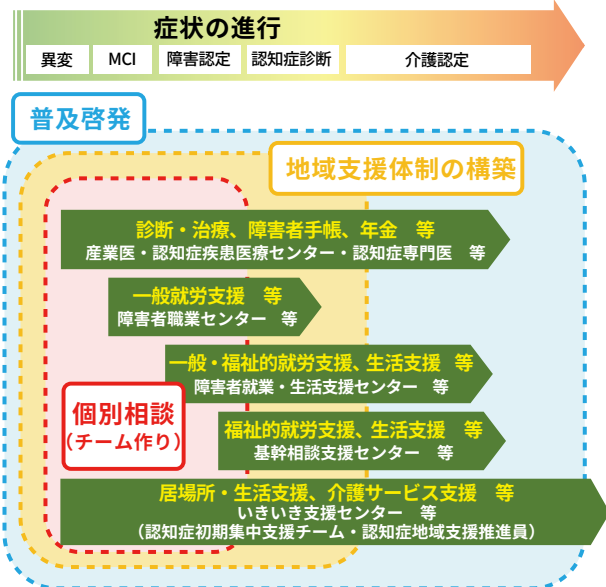 症状の進行
異変 MCI 障害認定 認知症診断 介護認定
普及啓発
地域支援体制の構築
診断・治療、障害者手帳、年金　等
産業医・認知症疾患医療センター・認知症専門医　等
一般就労支援　等
障害者職業センター　等
一般・福祉的就労支援、生活支援　等
障害者就業・生活支援センター　等
個別相談
（チーム作り）
福祉的就労支援、生活支援　等
基幹相談支援センター　等
居場所・生活支援、介護サービス支援　等
いきいき支援センター　等
（認知症初期集中支援チーム・認知症地域支援推進員）